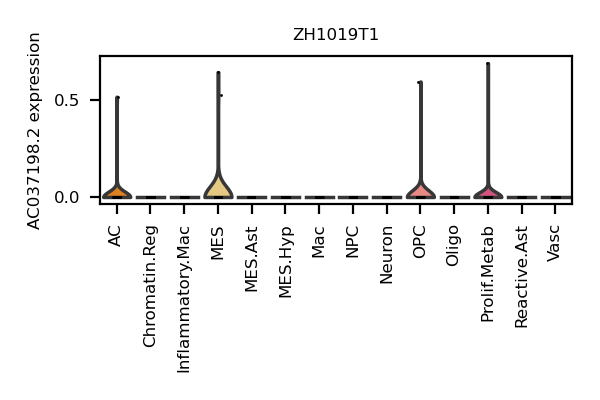 ZH1019T1
AC037198.2 expression
0.5
0.0
AC
Chromatin.Reg
Inflammatory.Mac
MES
MES.Ast
MES.Hyp
Mac
NPC
Neuron
OPC
Oligo
Prolif.Metab
Reactive.Ast
Vasc